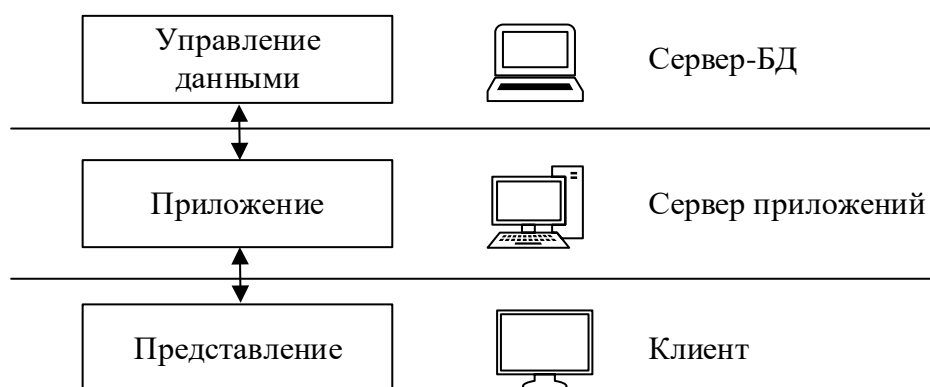 Управление
данными
Сервер-БД
Приложение
Сервер приложений
Представление
Клиент